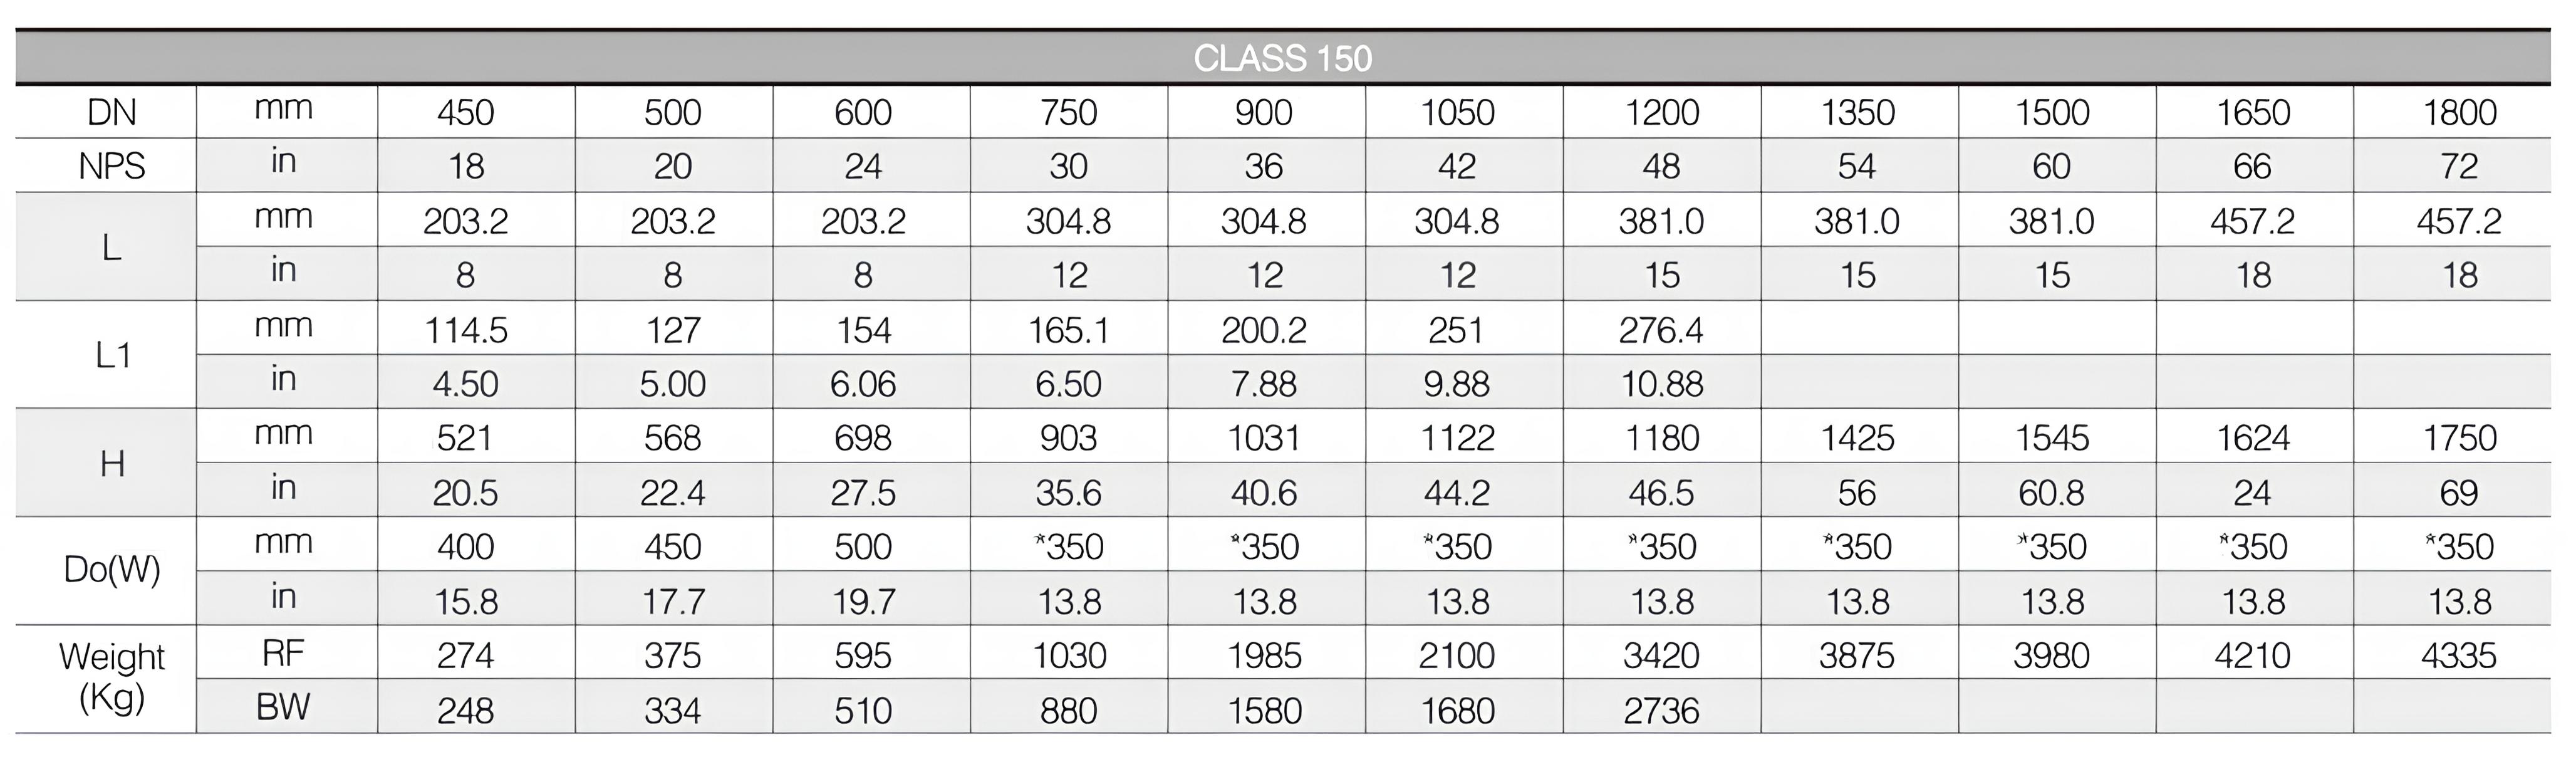 CLASS 150
DN mm 450 500 600 750 900 1050 1200 1350 1500 1650 1800
NPS in 18 20 24 30 36 42 48 54 60 66 72
L mm 203.2 203.2 203.2 304.8 304.8 304.8 381.0 381.0 381.0 457.2 457.2
in 8 8 8 12 12 12 15 15 15 18 18
L1 mm 114.5 127 154 165.1 200.2 251 276.4
in 4.50 5.00 6.06 6.50 7.88 9.88 10.88
H mm 521 568 698 903 1031 1122 1180 1425 1545 1624 1750
in 20.5 22.4 27.5 35.6 40.6 44.2 46.5 56 60.8 24 69
Do(W) mm 400 450 500 *350 *350 *350 *350 *350 *350 *350 *350
in 15.8 17.7 19.7 13.8 13.8 13.8 13.8 13.8 13.8 13.8 13.8
Weight (Kg) RF 274 375 595 1030 1985 2100 3420 3875 3980 4210 4335
BW 248 334 510 880 1580 1680 2736